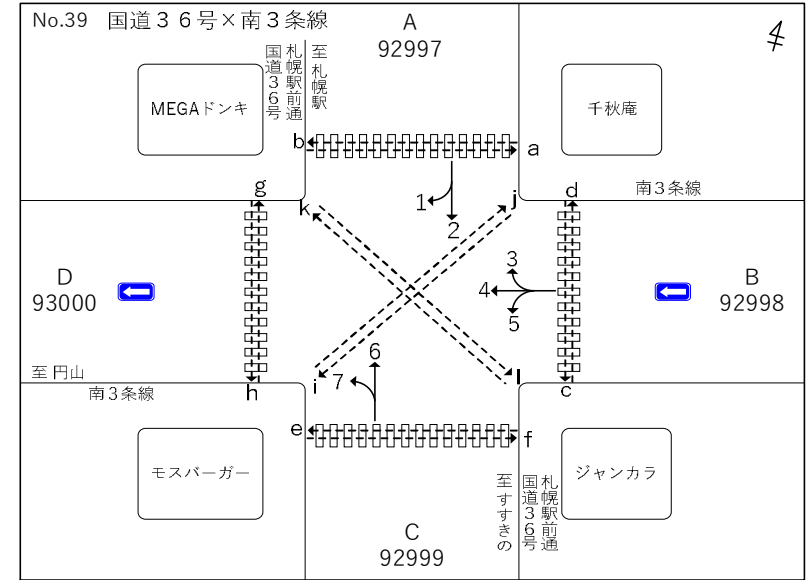 No.39 国道３６号×南３条線
A
92997
国道３６号
札幌駅前通
至 札幌駅
MEGAドンキ
千秋庵
b
a
g
k
1
2
j
d
南３条線
D
93000
3
4
5
B
92998
至 円山
南３条線
h
i
6
7
l
c
e
f
モスバーガー
ジャンカラ
至 すすきの
国道３６号
札幌駅前通
C
92999